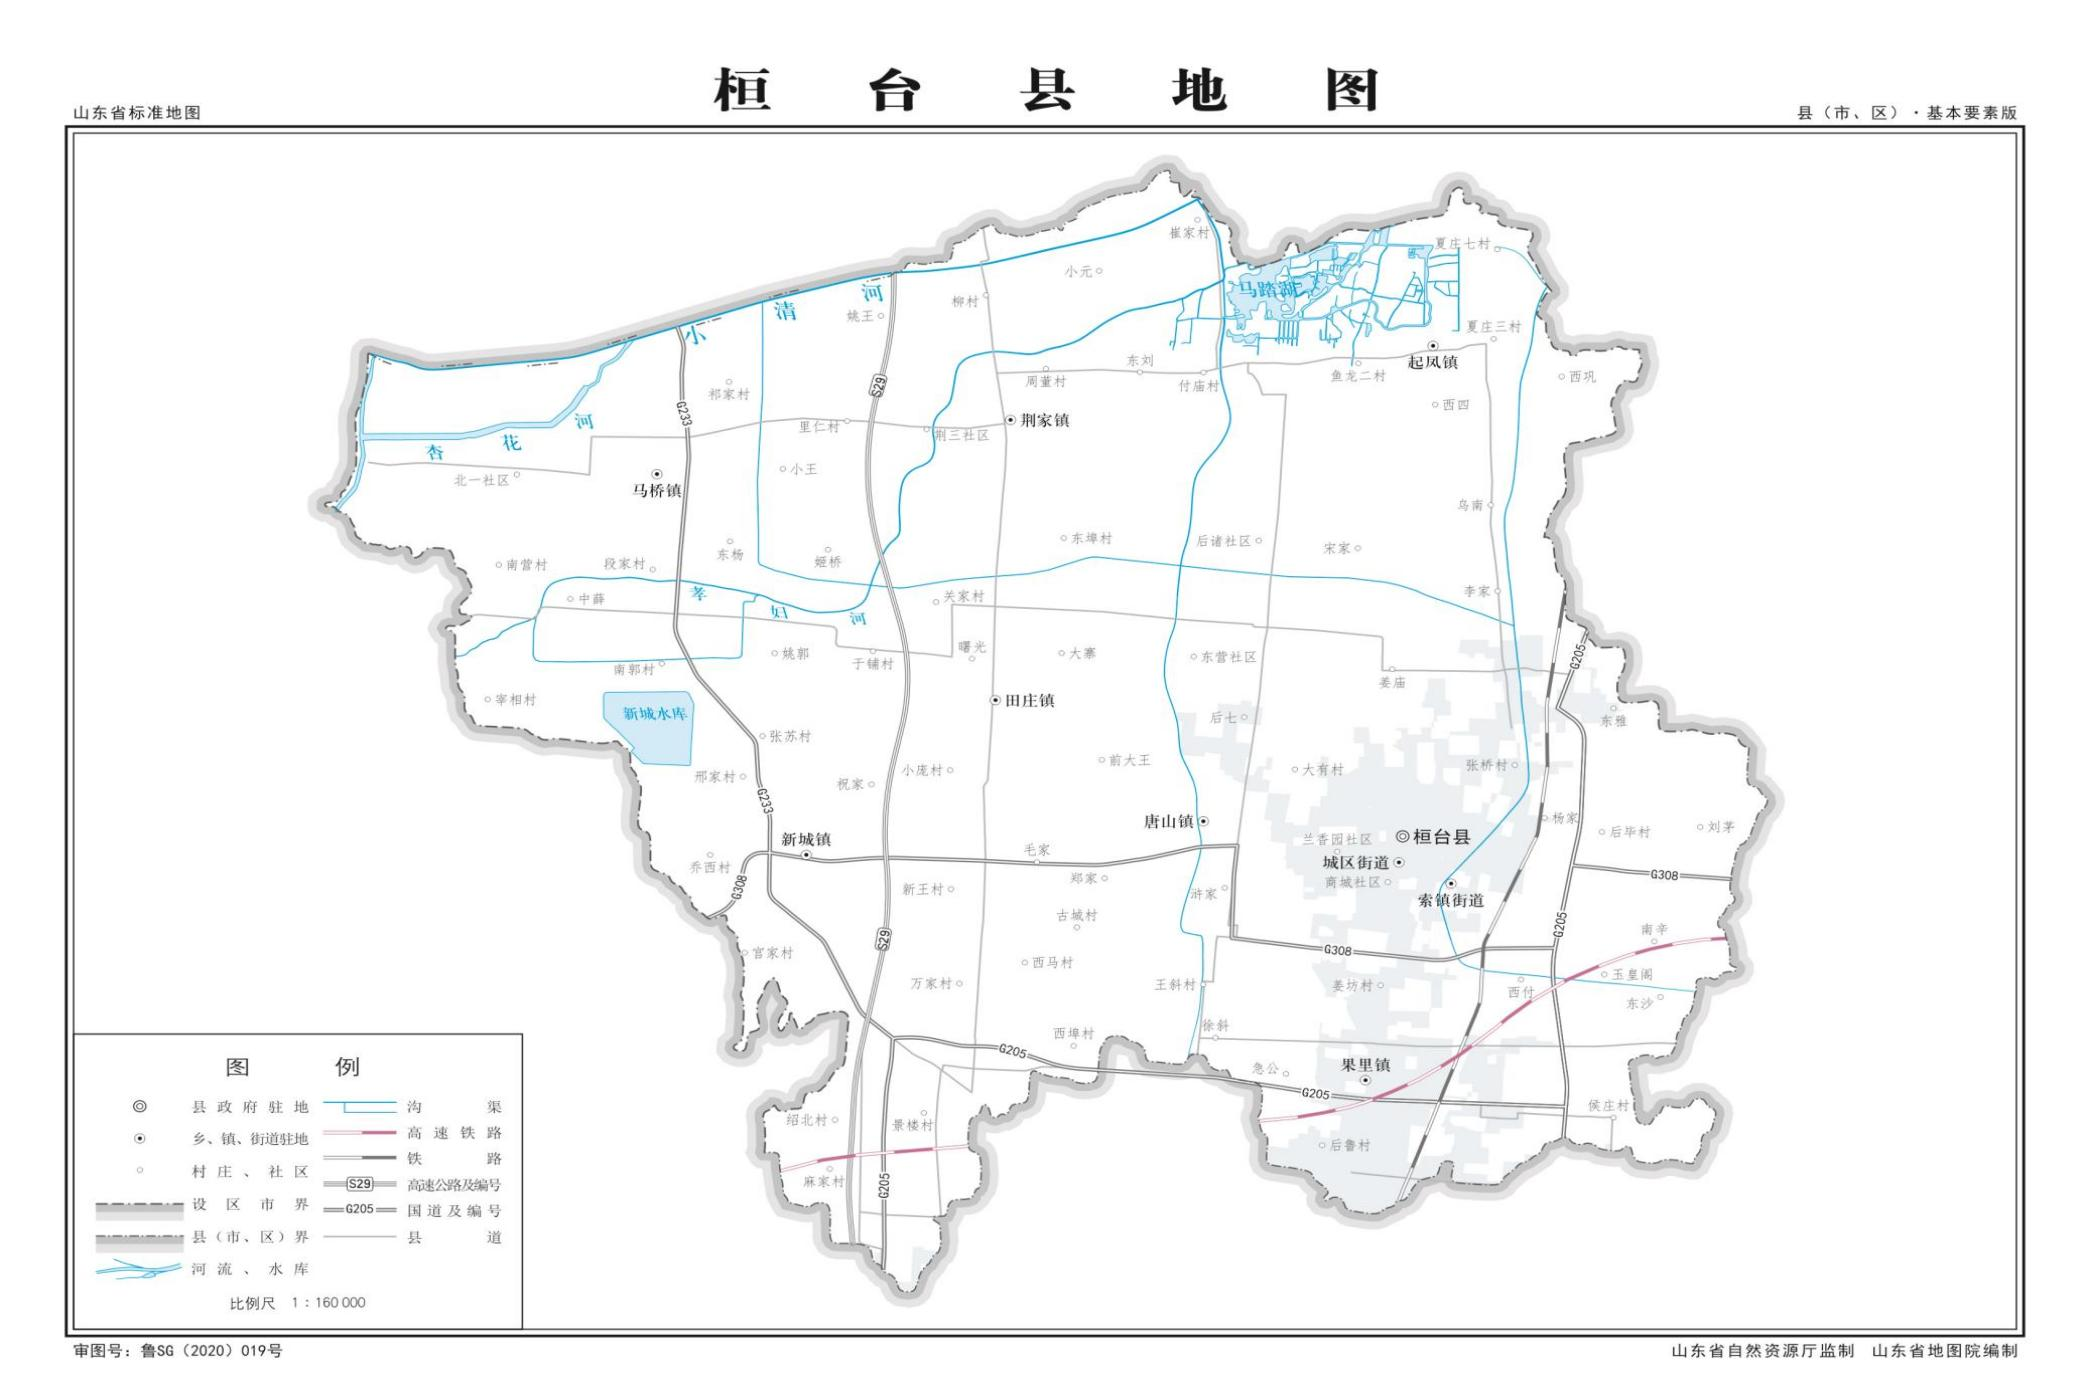 桓台县地图
山东省标准地图
县（市、区）·基本要素版
崔家村
夏庄七村
小元
马踏湖
河
清
小
柳村
姚王
夏庄三村
起凤镇
东刘
周董村
付庙村
鱼龙二村
西巩
S29
祁家村
G233
西四
荆家镇
里仁村
荆三社区
杏花河
小王
北一社区
马桥镇
乌南
东埠村
后诸社区
宋家
东杨
姬桥
南营村
段家村
李家
孝妇河
中薛
关家村
曙光
大寨
东营社区
姚郭
于铺村
南郭村
G205
姜庙
宰相村
田庄镇
新城水库
后七
东雅
张苏村
前大王
大有村
张桥村
邢家村
祝家
小庞村
G233
唐山镇
杨家
后毕村
刘茅
新城镇
兰香园社区
桓台县
毛家
城区街道
乔西村
郑家
商城社区
G308
G308
新王村
浒家
索镇街道
古城村
G205
南辛
S29
官家村
西马村
G308
万家村
王斜村
姜坊村
西付
玉皇阁
东沙
西埠村
徐斜
G205
急公
果里镇
G205
绍北村
景楼村
侯庄村
后鲁村
麻家村
G205
图例
县政府驻地
沟渠
乡、镇、街道驻地
高速铁路
村庄、社区
铁路
S29
高速公路及编号
设区市界
G205
国道及编号
县（市、区）界
县道
河流、水库
比例尺 1：160 000
审图号：鲁SG（2020）019号
山东省自然资源厅监制 山东省地图院编制